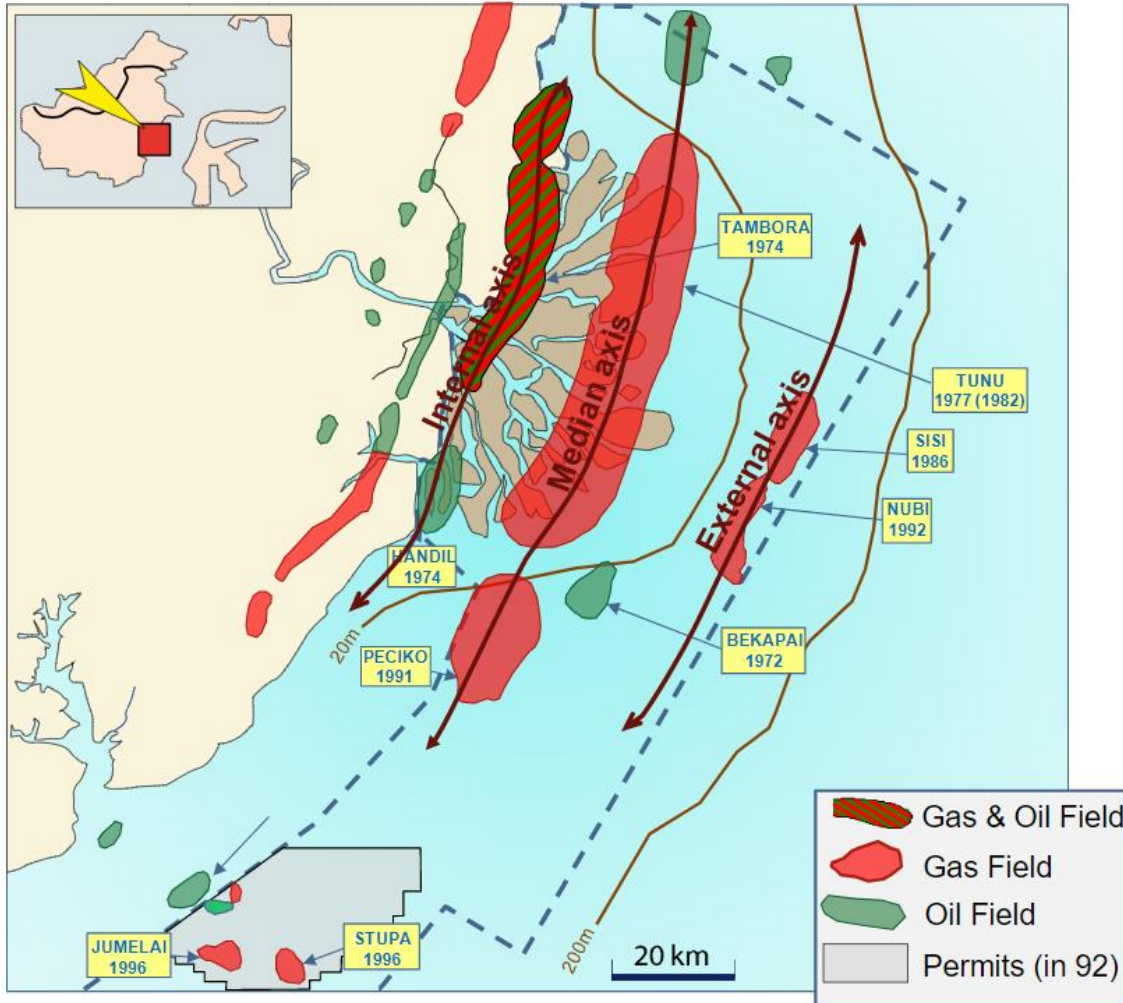 TAMBORA
1974
Internal axis
Median axis
External axis
TUNU
1977 (1982)
SISI
1986
NUBI
1992
HANDIL
1974
20m
PECIKO
1991
BEKAPAI
1972
JUMELAI
1996
STUPA
1996
200m
20 km
Gas & Oil Field
Gas Field
Oil Field
Permits (in 92)